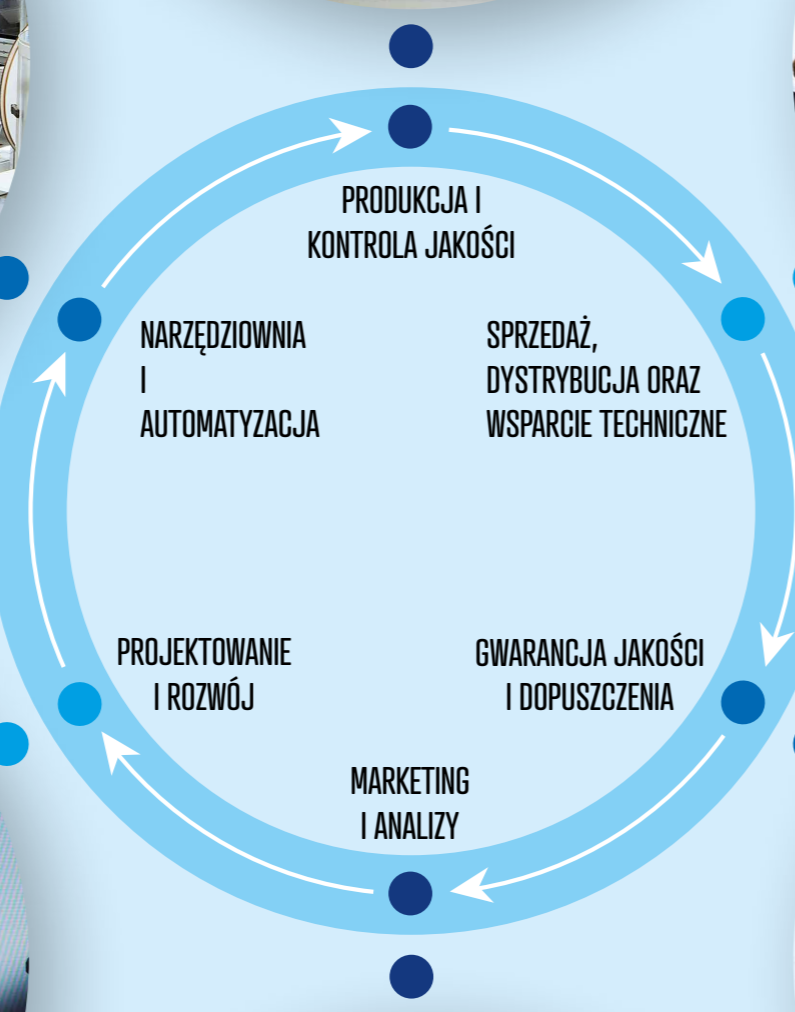 PRODUKCJA I
KONTROLA JAKOŚCI
NARZĘDZIOWNIA
I
AUTOMATYZACJA
SPRZEDAŻ,
DYSTRYBUCJA ORAZ
WSPARCIE TECHNICZNE
PROJEKTOWANIE
I ROZWÓJ
GWARANCJA JAKOŚCI
I DOPUSZCZENIA
MARKETING
I ANALIZY